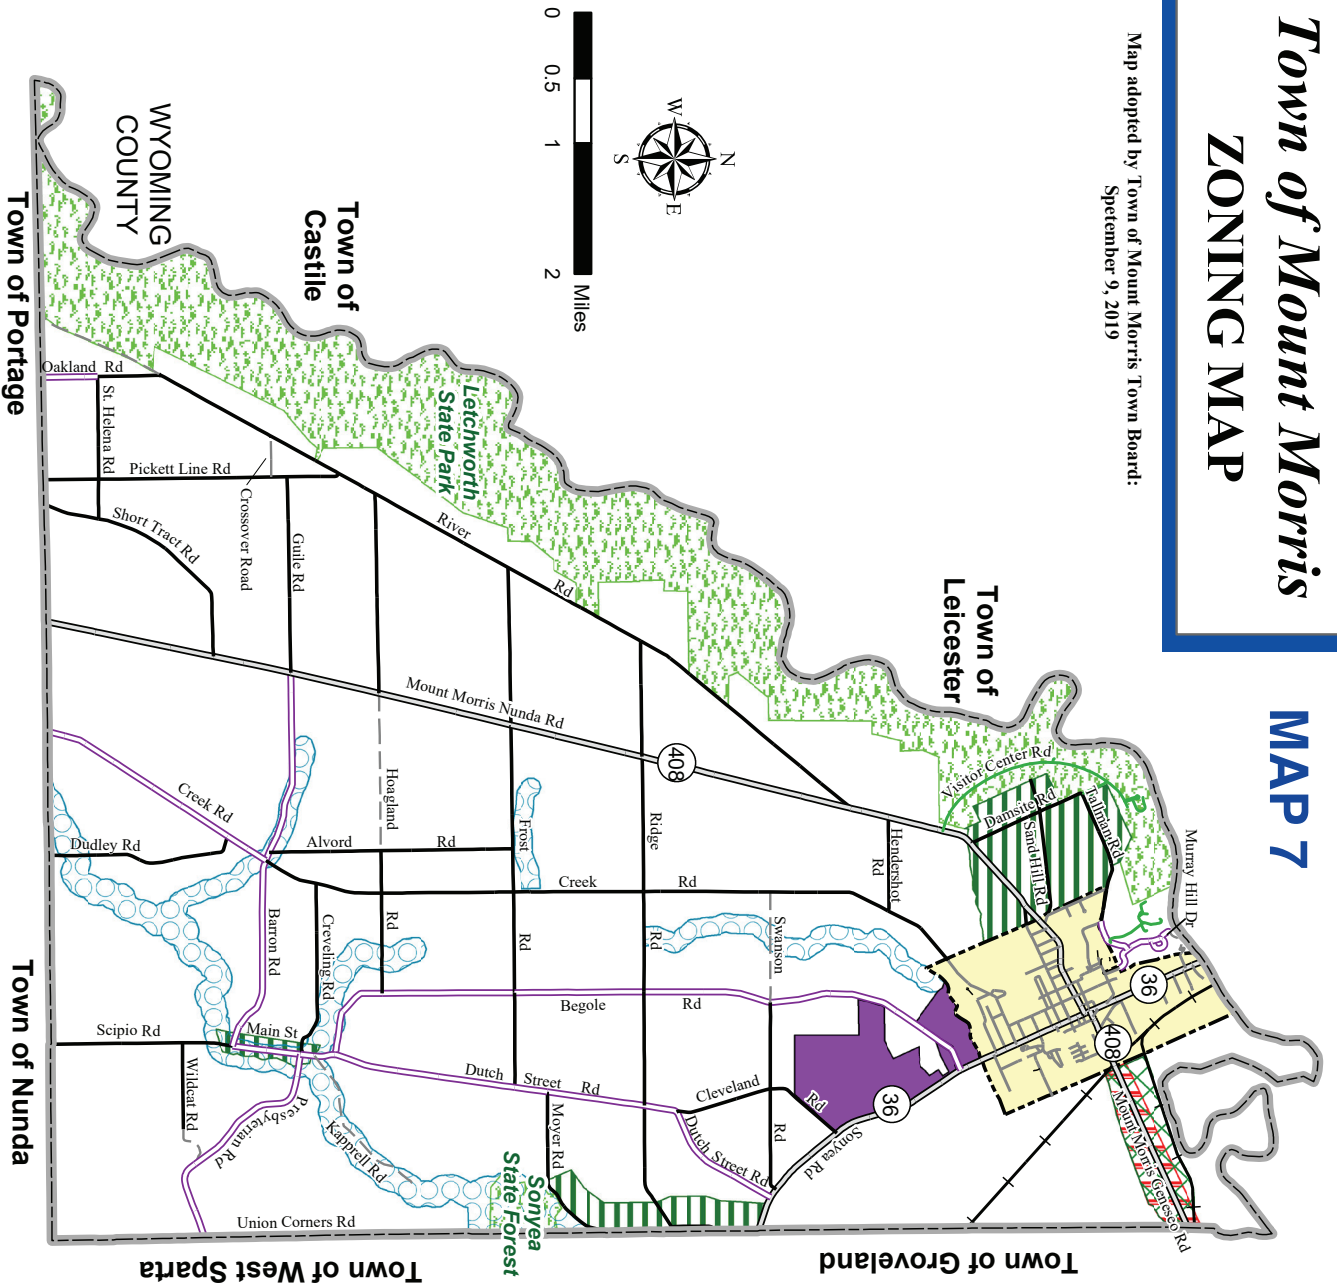 Town of Mount Morris
ZONING MAP
MAP 7
Map adopted by Town of Mount Morris Town Board:
Spetember 9, 2019
N
W
E
S
0
0.5
1
2
Miles
WYOMING
COUNTY
Town of
Castile
Town of
Leicester
Town of Portage
Town of Nunda
Town of West Sparta
Town of Groveland
Letchworth
State Park
Sonyea
State Forest
Murray Hill Dr
Visitor Center Rd
Damsite Rd
Sand Hill Rd
Tallman Rd
Hendershot
Rd
36
408
Mount Morris Geneseo Rd
408
Mount Morris Nunda Rd
River
Rd
Oakland Rd
St. Helena Rd
Pickett Line Rd
Crossover Road
Short Tract Rd
Guile Rd
Hoagland
Rd
Frost
Rd
Ridge
Rd
Swanson
Rd
Creek Rd
Dudley Rd
Alvord Rd
Creek Rd
Barron Rd
Creveling Rd
Begole Rd
Scipio Rd
Main St
Wildcat Rd
Presbyterian Rd
Kapprell Rd
Union Corners Rd
Dutch Street Rd
Moyer Rd
Cleveland
Rd
Dutch Street Rd
36
Sonyea Rd